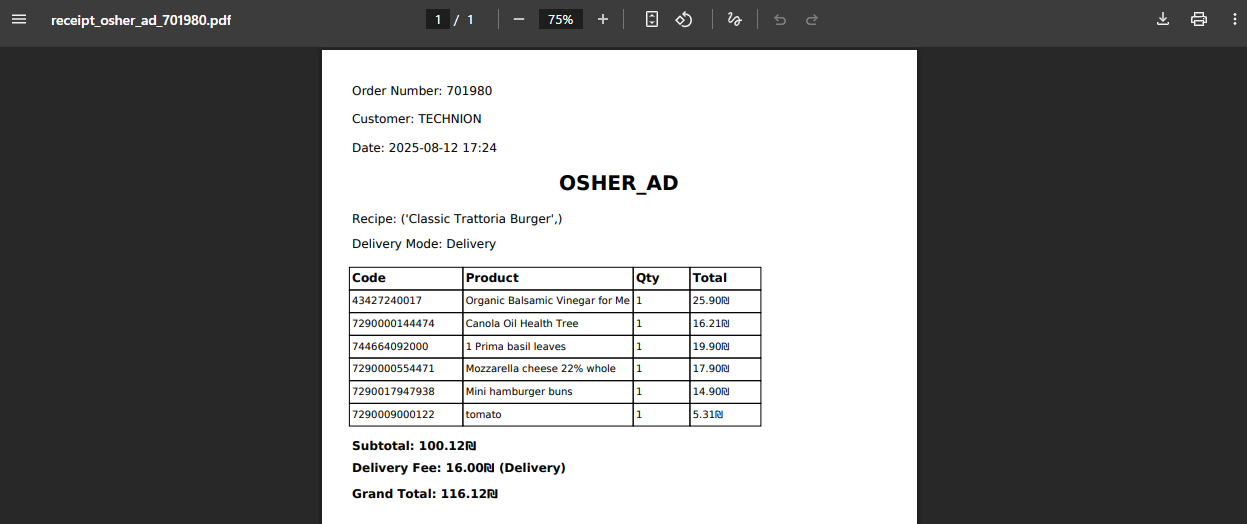 receipt_osher_ad_701980.pdf
1 / 1
75%
Order Number: 701980
Customer: TECHNION
Date: 2025-08-12 17:24
OSHER_AD
Recipe: ('Classic Trattoria Burger',)
Delivery Mode: Delivery
Code Product Qty Total
43427240017 Organic Balsamic Vinegar for Me 1 25.90₪
7290000144474 Canola Oil Health Tree 1 16.21₪
744664092000 1 Prima basil leaves 1 19.90₪
7290000554471 Mozzarella cheese 22% whole 1 17.90₪
7290017947938 Mini hamburger buns 1 14.90₪
7290009000122 tomato 1 5.31₪
Subtotal: 100.12₪
Delivery Fee: 16.00₪ (Delivery)
Grand Total: 116.12₪